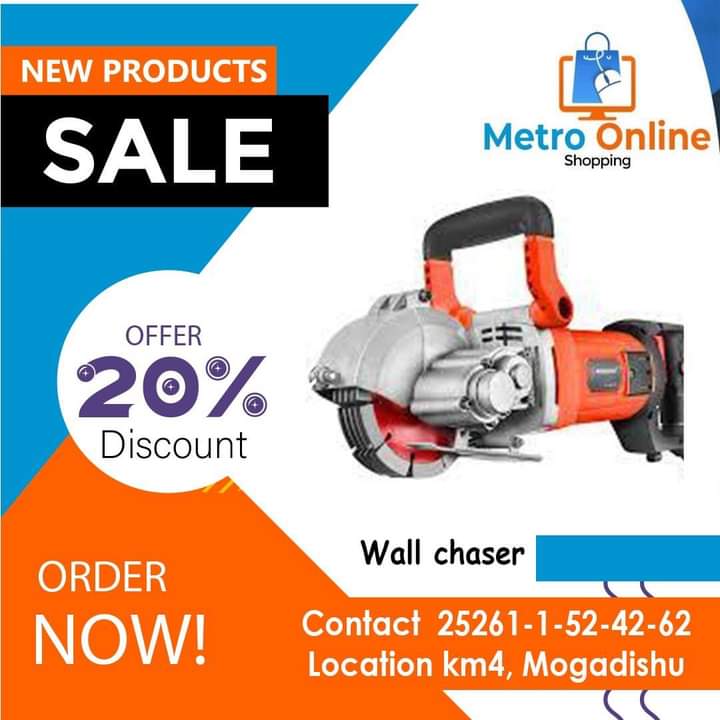 NEW PRODUCTS
SALE
Metro Online
Shopping
OFFER
20%
Discount
Wall chaser
ORDER
NOW!
Contact 25261-1-52-42-62
Location km4, Mogadishu